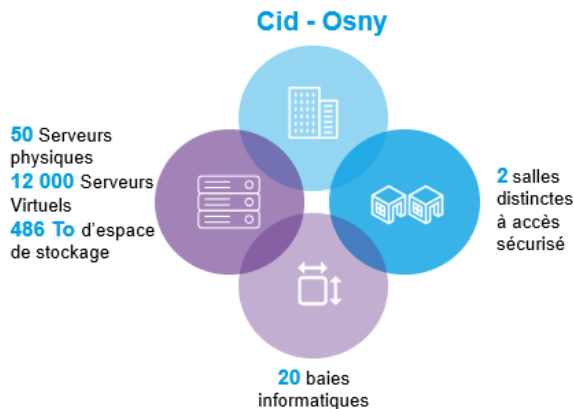 Cid - Osny
50 Serveurs
physiques
12 000 Serveurs
Virtuels
486 To d'espace
de stockage
2 salles
distinctes
à accès
sécurisé
20 baies
informatiques